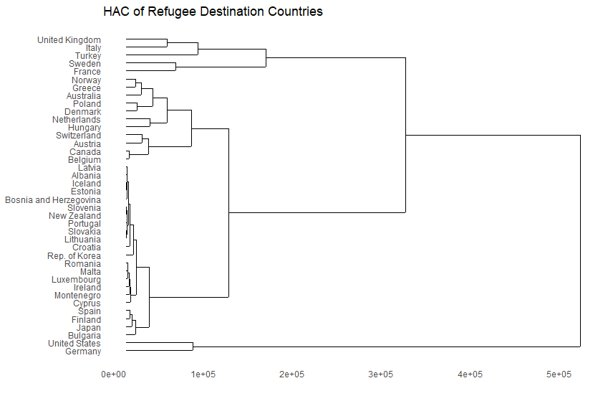 HAC of Refugee Destination Countries
United Kingdom
Italy
Turkey
Sweden
France
Norway
Greece
Australia
Poland
Denmark
Netherlands
Hungary
Switzerland
Austria
Canada
Belgium
Latvia
Albania
Iceland
Estonia
Bosnia and Herzegovina
Slovenia
New Zealand
Portugal
Slovakia
Lithuania
Croatia
Rep. of Korea
Romania
Malta
Luxembourg
Ireland
Montenegro
Cyprus
Spain
Finland
Japan
Bulgaria
United States
Germany
0e+00 1e+05 2e+05 3e+05 4e+05 5e+05